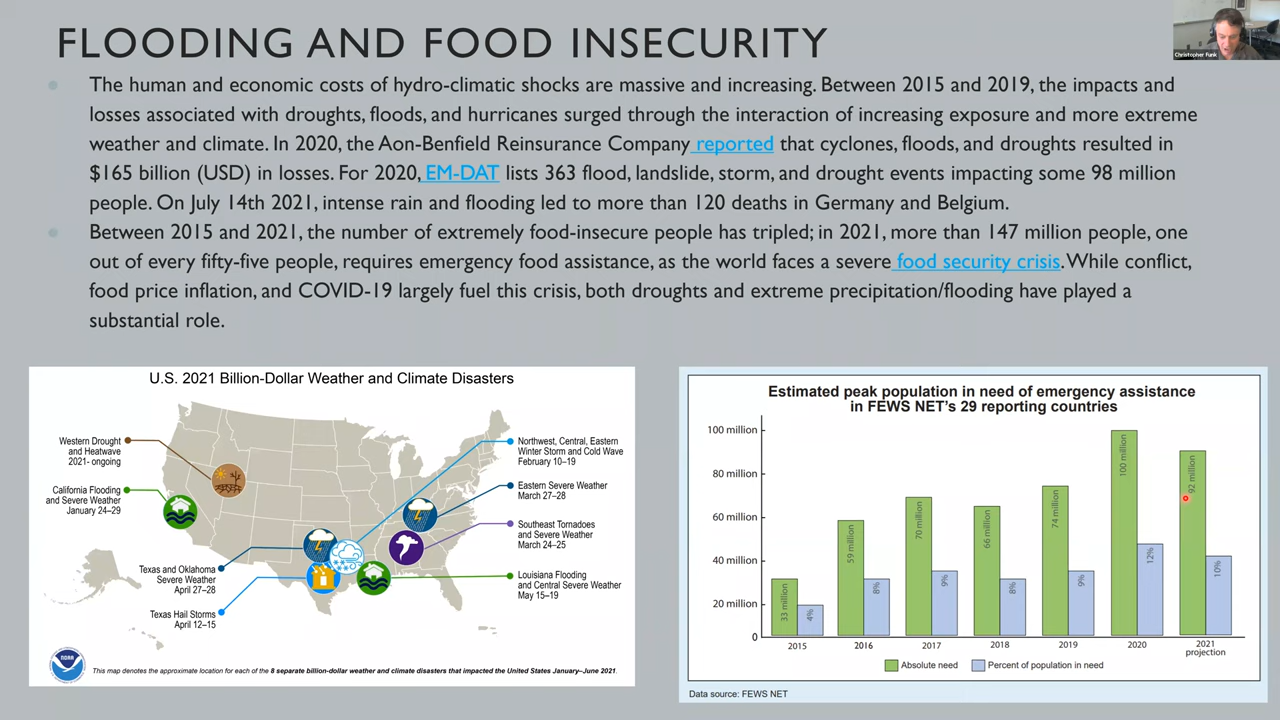 FLOODING AND FOOD INSECURITY
Christopher Funk
The human and economic costs of hydro-climatic shocks are massive and increasing. Between 2015 and 2019, the impacts and
losses associated with droughts, floods, and hurricanes surged through the interaction of increasing exposure and more extreme
weather and climate. In 2020, the Aon-Benfield Reinsurance Company reported that cyclones, floods, and droughts resulted in
$165 billion (USD) in losses. For 2020, EM-DAT lists 363 flood, landslide, storm, and drought events impacting some 98 million
people. On July 14th 2021, intense rain and flooding led to more than 120 deaths in Germany and Belgium.
Between 2015 and 2021, the number of extremely food-insecure people has tripled; in 2021, more than 147 million people, one
out of every fifty-five people, requires emergency food assistance, as the world faces a severe food security crisis. While conflict,
food price inflation, and COVID-19 largely fuel this crisis, both droughts and extreme precipitation/flooding have played a
substantial role.
U.S. 2021 Billion-Dollar Weather and Climate Disasters
Western Drought
and Heatwave
2021- ongoing
California Flooding
and Severe Weather
January 24–29
Texas and Oklahoma
Severe Weather
April 27–28
Texas Hail Storms
April 12–15
Northwest, Central, Eastern
Winter Storm and Cold Wave
February 10–19
Eastern Severe Weather
March 27–28
Southeast Tornadoes
and Severe Weather
March 24–25
Louisiana Flooding
and Central Severe Weather
May 15–19
NOAA
This map denotes the approximate location for each of the 8 separate billion-dollar weather and climate disasters that impacted the United States January–June 2021.
Estimated peak population in need of emergency assistance
in FEWS NET's 29 reporting countries
100 million
80 million
60 million
40 million
20 million
0
33 million
4%
59 million
8%
70 million
9%
66 million
8%
74 million
9%
100 million
12%
92 million
10%
2015
2016
2017
2018
2019
2020
2021
projection
Absolute need
Percent of population in need
Data source: FEWS NET